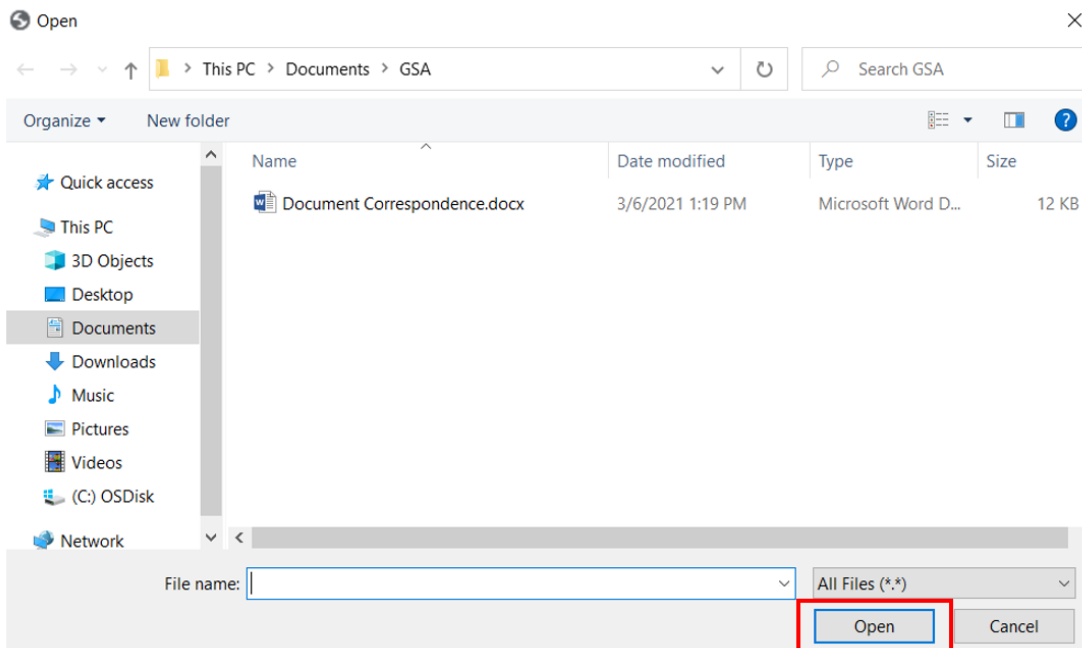 Open
This PC > Documents > GSA
Search GSA
Organize
New folder
?
Name
Date modified
Type
Size
Document Correspondence.docx
3/6/2021 1:19 PM
Microsoft Word D...
12 KB
Quick access
This PC
3D Objects
Desktop
Documents
Downloads
Music
Pictures
Videos
(C:) OSDisk
Network
File name:
All Files (*.*)
Open
Cancel